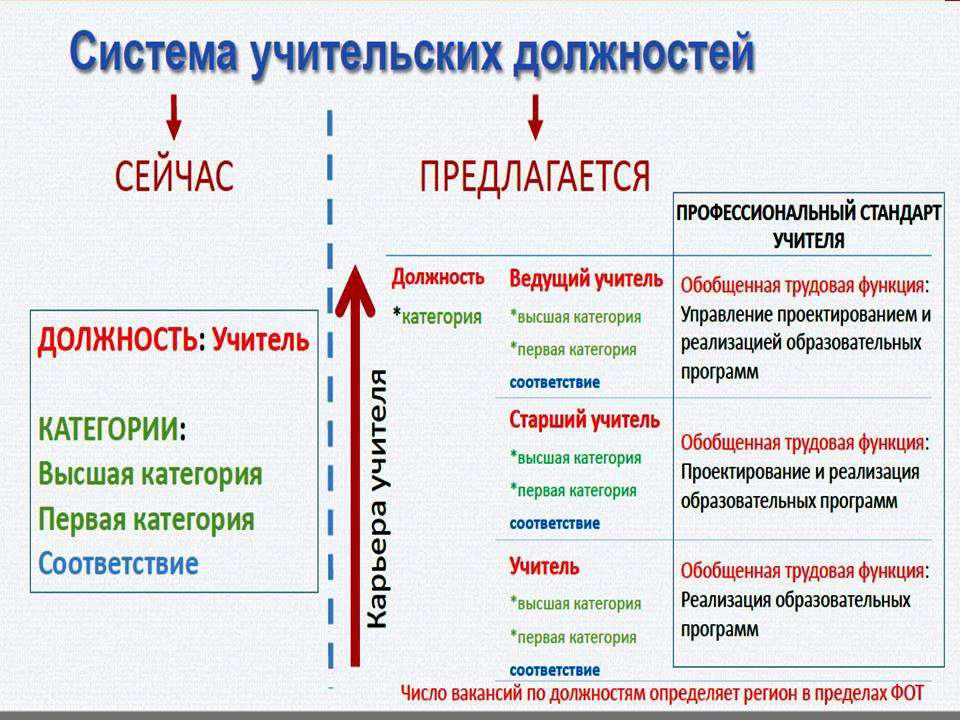 Система учительских должностей
СЕЙЧАС
ДОЛЖНОСТЬ: Учитель
КАТЕГОРИИ:
Высшая категория
Первая категория
Соответствие
ПРЕДЛАГАЕТСЯ
Карьера учителя
Должность
*категория
Ведущий учитель
*высшая категория
*первая категория
соответствие
Старший учитель
*высшая категория
*первая категория
соответствие
Учитель
*высшая категория
*первая категория
соответствие
ПРОФЕССИОНАЛЬНЫЙ СТАНДАРТ
УЧИТЕЛЯ
Обобщенная трудовая функция:
Управление проектированием и
реализацией образовательных
программ
Обобщенная трудовая функция:
Проектирование и реализация
образовательных программ
Обобщенная трудовая функция:
Реализация образовательных
программ
Число вакансий по должностям определяет регион в пределах ФОТ